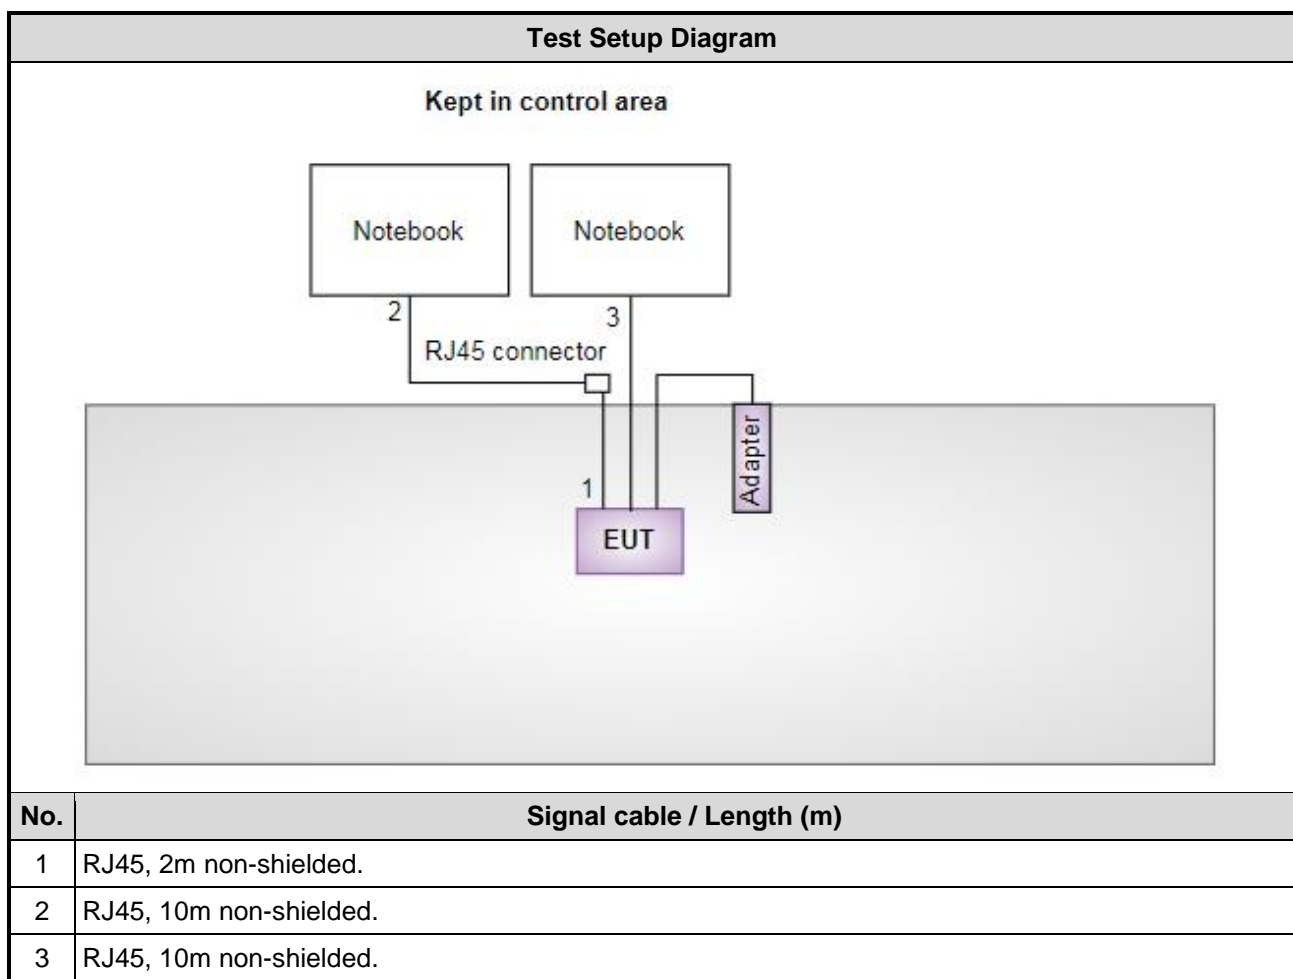 Test Setup Diagram
Kept in control area
Notebook
Notebook
2
3
RJ45 connector
Adapter
1
EUT
No. Signal cable / Length (m)
1 RJ45, 2m non-shielded.
2 RJ45, 10m non-shielded.
3 RJ45, 10m non-shielded.